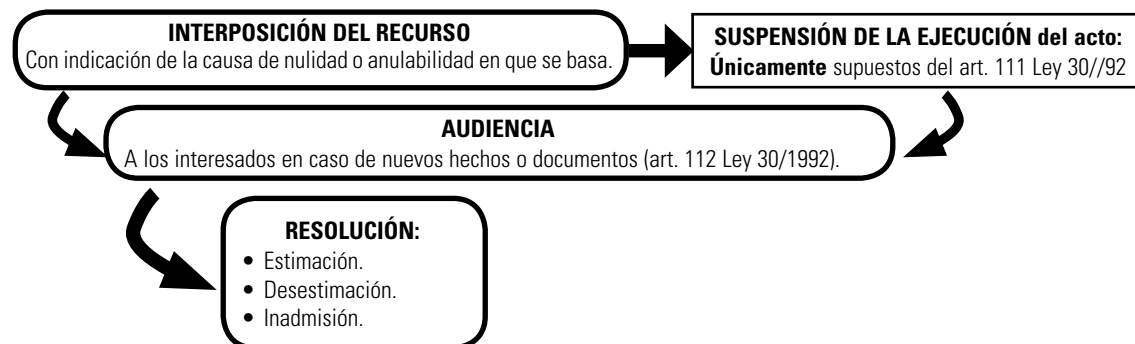 INTERPOSICIÓN DEL RECURSO
Con indicación de la causa de nulidad o anulabilidad en que se basa.
SUSPENSIÓN DE LA EJECUCIÓN del acto:
Únicamente supuestos del art. 111 Ley 30//92
AUDIENCIA
A los interesados en caso de nuevos hechos o documentos (art. 112 Ley 30/1992).
RESOLUCIÓN:
• Estimación.
• Desestimación.
• Inadmisión.